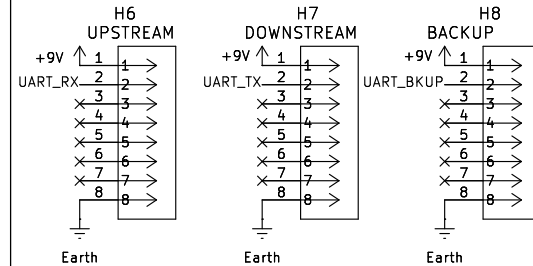 H6
UPSTREAM
+9V 1 1
UART_RX 2 2
3 3
4 4
5 5
6 6
7 7
8 8
Earth
H7
DOWNSTREAM
+9V 1 1
UART_TX 2 2
3 3
4 4
5 5
6 6
7 7
8 8
Earth
H8
BACKUP
+9V 1 1
UART_BKUP 2 2
3 3
4 4
5 5
6 6
7 7
8 8
Earth